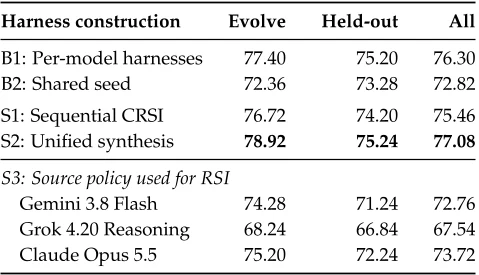 Harness construction Evolve Held-out All
B1: Per-model harnesses 77.40 75.20 76.30
B2: Shared seed 72.36 73.28 72.82
S1: Sequential CRSI 76.72 74.20 75.46
S2: Unified synthesis 78.92 75.24 77.08
S3: Source policy used for RSI
Gemini 3.8 Flash 74.28 71.24 72.76
Grok 4.20 Reasoning 68.24 66.84 67.54
Claude Opus 5.5 75.20 72.24 73.72